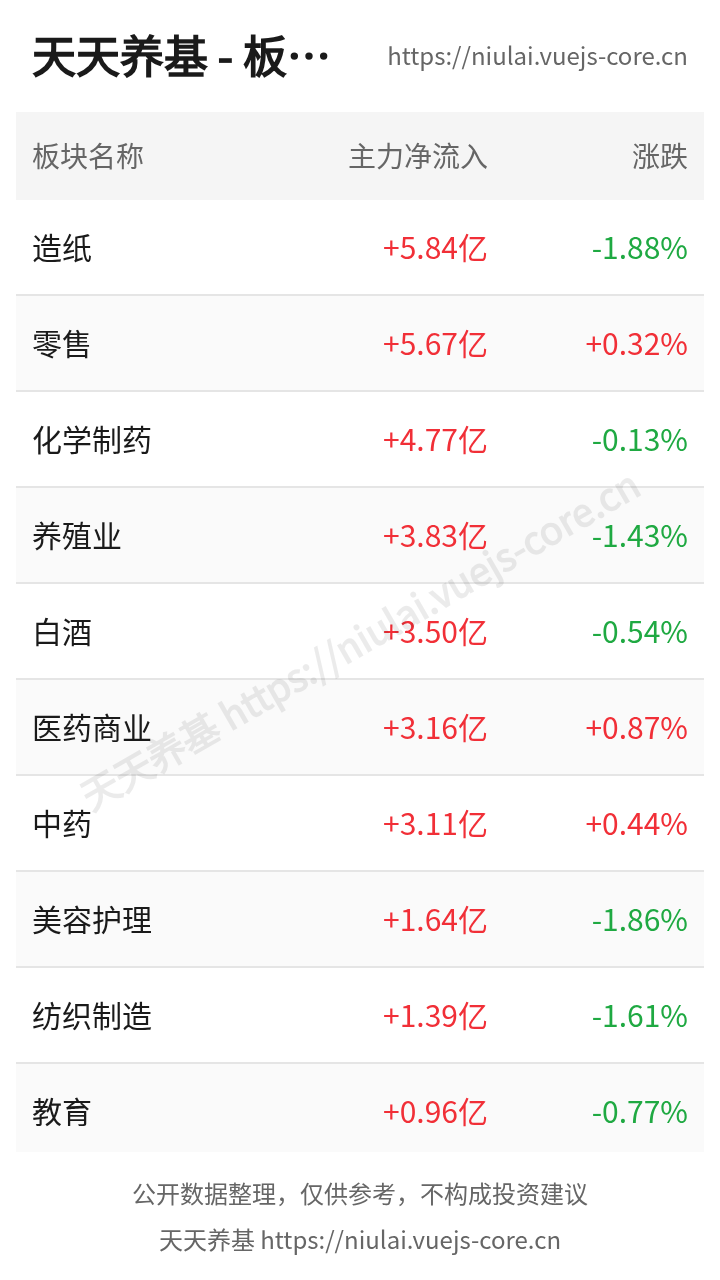 天天养基 - 板… https://niulai.vuejs-core.cn
板块名称 主力净流入 涨跌
造纸 +5.84亿 -1.88%
零售 +5.67亿 +0.32%
化学制药 +4.77亿 -0.13%
养殖业 +3.83亿 -1.43%
白酒 +3.50亿 -0.54%
医药商业 +3.16亿 +0.87%
中药 +3.11亿 +0.44%
美容护理 +1.64亿 -1.86%
纺织制造 +1.39亿 -1.61%
教育 +0.96亿 -0.77%
天天养基 https://niulai.vuejs-core.cn
公开数据整理，仅供参考，不构成投资建议
天天养基 https://niulai.vuejs-core.cn